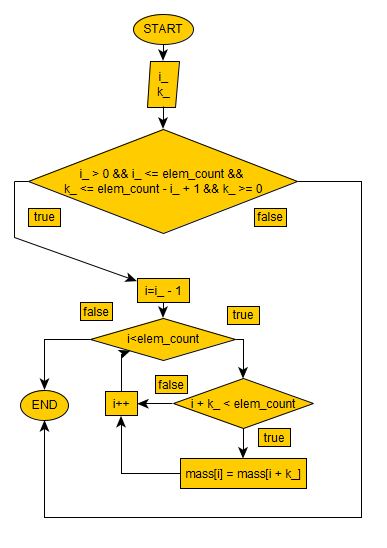 START
i_
k_
i_ > 0 && i_ <= elem_count &&
k_ <= elem_count - i_ + 1 && k_ >= 0
true
false
i=i_ - 1
false
true
i<elem_count
false
END
i++
i + k_ < elem_count
true
mass[i] = mass[i + k_]